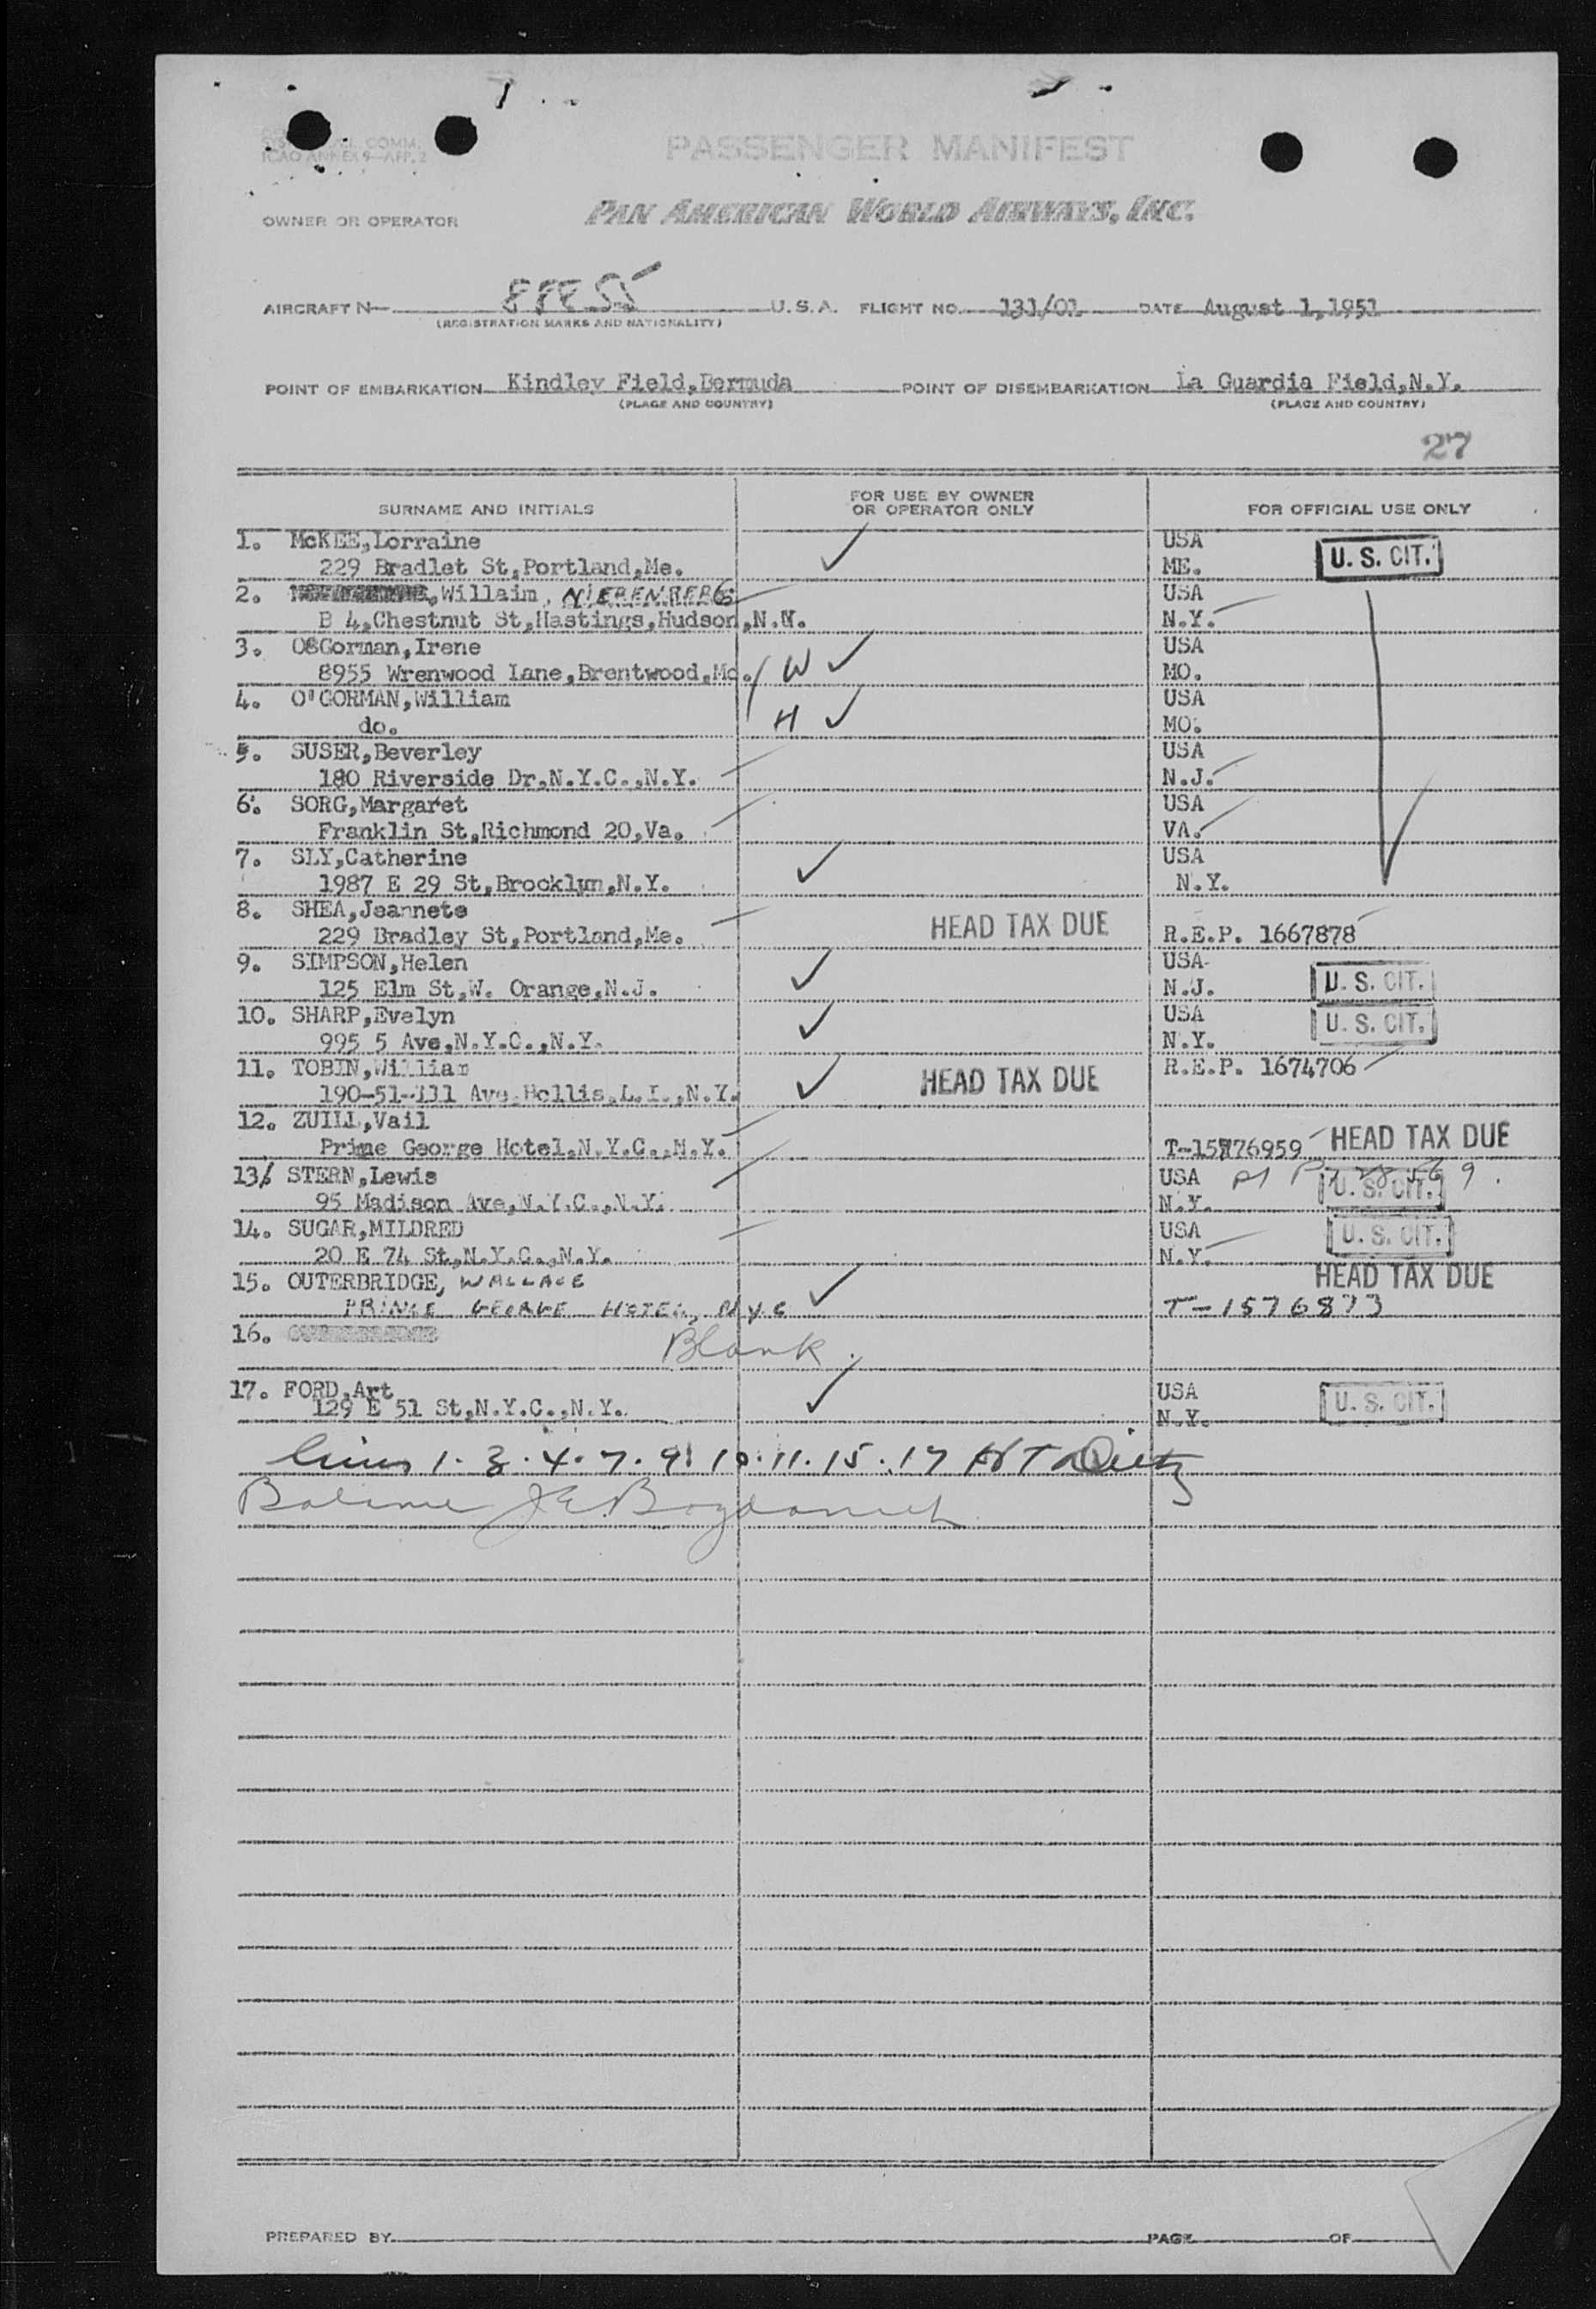 COMM.
ICAO ANNEX 9—APP. 2
PASSENGER MANIFEST
OWNER OR OPERATOR PAN AMERICAN WORLD AIRWAYS, INC.
AIRCRAFT N— U.S.A. FLIGHT NO. 131/01 DATE August 1,1951
(REGISTRATION MARKS AND NATIONALITY)
POINT OF EMBARKATION Kindley Field,Bermuda POINT OF DISEMBARKATION La Guardia Field,N.Y.
(PLACE AND COUNTRY) (PLACE AND COUNTRY)
27
SURNAME AND INITIALS FOR USE BY OWNER OR OPERATOR ONLY FOR OFFICIAL USE ONLY
1. McKEE,Lorraine USA
229 Bradlet St,Portland,Me. ME. U. S. CIT.
2. ,Willaim, NIERENBERG USA
B 4,Chestnut St,Hastings,Hudson,N.Y. N.Y.
3. O8Gorman,Irene USA
8955 Wrenwood Lane,Brentwood,Mo. W MO.
4. O'GORMAN,William USA
do. H MO.
5. SUSER,Beverley USA
180 Riverside Dr,N.Y.C.,N.Y. N.J.
6. SORG,Margaret USA
Franklin St,Richmond 20,Va. VA.
7. SLY,Catherine USA
1987 E 29 St,Brooklyn,N.Y. N.Y.
8. SHEA,Jeannete HEAD TAX DUE
229 Bradley St,Portland,Me. R.E.P. 1667878
9. SIMPSON,Helen USA
125 Elm St,W. Orange,N.J. N.J. U. S. CIT.
10. SHARP,Evelyn USA
995 5 Ave,N.Y.C.,N.Y. N.Y. U. S. CIT.
11. TOBIN,William R.E.P. 1674706
190-51-111 Ave,Hollis,L.I.,N.Y. HEAD TAX DUE
12. ZUILL,Vail
Prime George Hotel,N.Y.C.,N.Y. T-1576959 HEAD TAX DUE
13. STERN,Lewis USA
95 Madison Ave,N.Y.C.,N.Y. N.Y. U. S. CIT.
14. SUGAR,MILDRED USA
20 E 74 St,N.Y.C.,N.Y. N.Y. U. S. CIT.
15. OUTERBRIDGE, WALLACE HEAD TAX DUE
PRINCE GEORGE HOTEL, N.Y.C T-1576873
16. Blank.
17. FORD,Art USA
129 E 51 St,N.Y.C.,N.Y. N.Y. U. S. CIT.
Lines 1. 3. 4. 7. 9. 10. 11. 15. 17
PREPARED BY PAGE OF